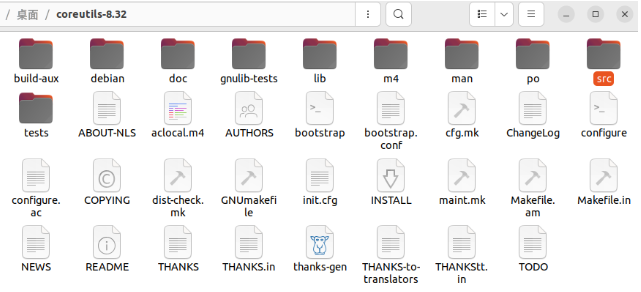 / 桌面 / coreutils-8.32
build-aux debian doc gnulib-tests lib m4 man po src
tests ABOUT-NLS aclocal.m4 AUTHORS bootstrap bootstrap. cfg.mk ChangeLog configure
conf
configure. COPYING dist-check. GNUmakefi init.cfg INSTALL maint.mk Makefile. Makefile.in
ac mk le am
NEWS README THANKS THANKS.in thanks-gen THANKS-to- THANKStt. TODO
translators in